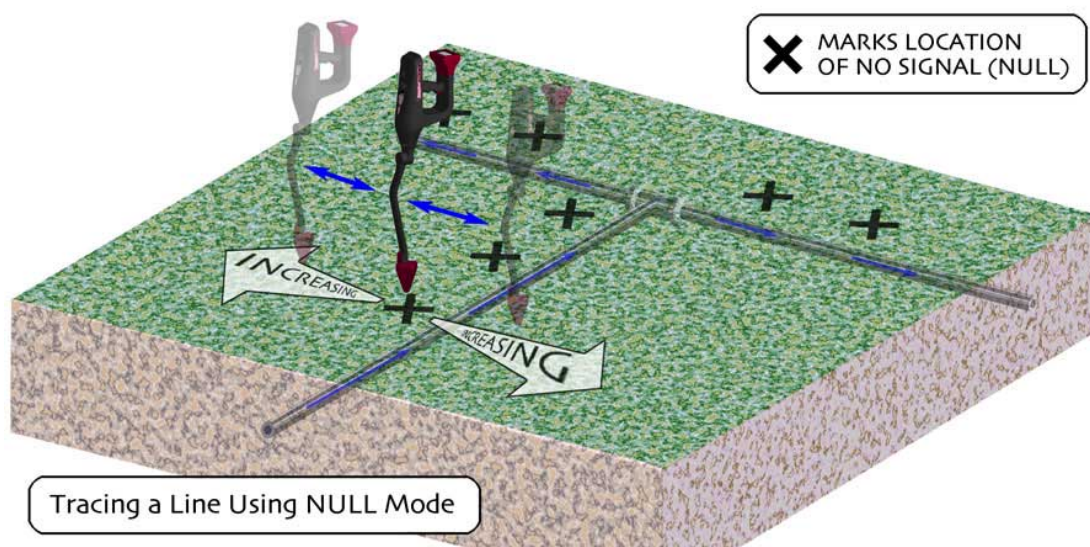 MARKS LOCATION
OF NO SIGNAL (NULL)
INCREASING
INCREASING
Tracing a Line Using NULL Mode